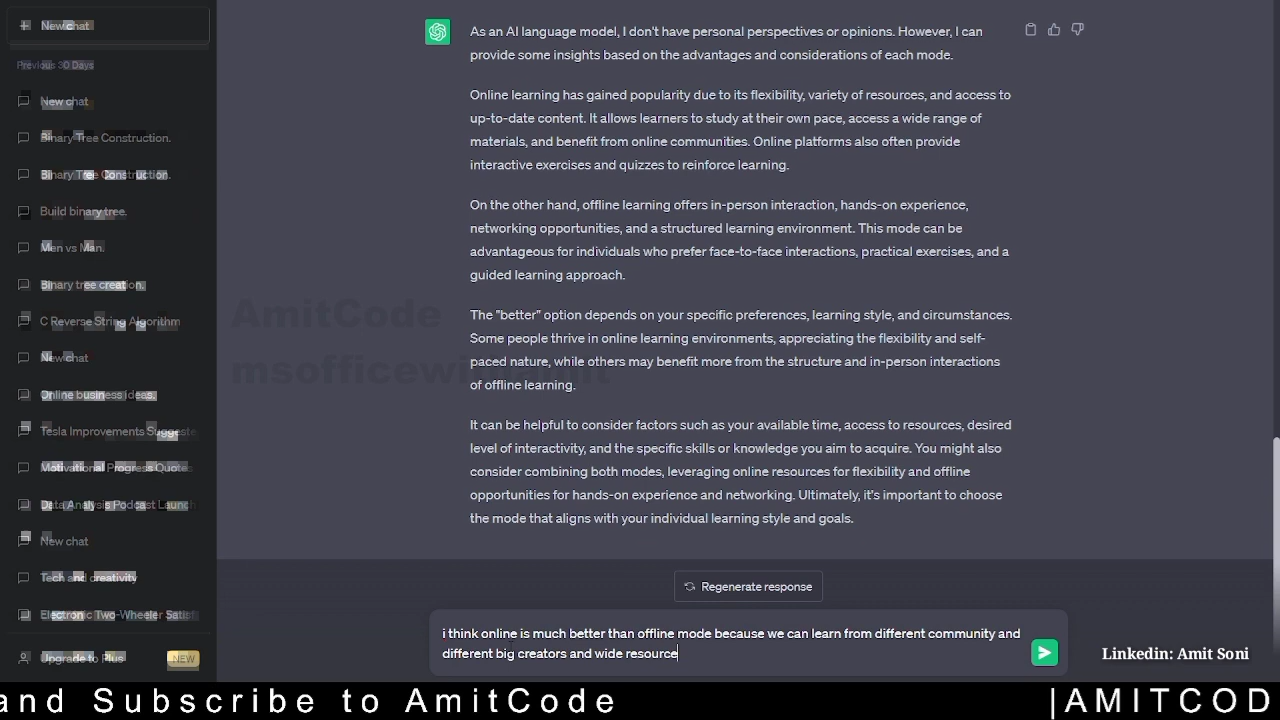 New chat
Previous 30 Days
New chat
Binary Tree Construction.
Binary Tree Construction.
Build binary tree.
Men vs Man.
Binary tree creation.
C Reverse String Algorithm
New chat
Online business ideas.
Tesla Improvements Suggeste
Motivational Progress Quotes
Data Analysis Podcast Launch
New chat
Tech and creativity
Electronic Two-Wheeler Satisf
Upgrade to Plus
NEW
As an AI language model, I don't have personal perspectives or opinions. However, I can
provide some insights based on the advantages and considerations of each mode.
Online learning has gained popularity due to its flexibility, variety of resources, and access to
up-to-date content. It allows learners to study at their own pace, access a wide range of
materials, and benefit from online communities. Online platforms also often provide
interactive exercises and quizzes to reinforce learning.
On the other hand, offline learning offers in-person interaction, hands-on experience,
networking opportunities, and a structured learning environment. This mode can be
advantageous for individuals who prefer face-to-face interactions, practical exercises, and a
guided learning approach.
AmitCode
msofficewithamit
The "better" option depends on your specific preferences, learning style, and circumstances.
Some people thrive in online learning environments, appreciating the flexibility and self-
paced nature, while others may benefit more from the structure and in-person interactions
of offline learning.
It can be helpful to consider factors such as your available time, access to resources, desired
level of interactivity, and the specific skills or knowledge you aim to acquire. You might also
consider combining both modes, leveraging online resources for flexibility and offline
opportunities for hands-on experience and networking. Ultimately, it's important to choose
the mode that aligns with your individual learning style and goals.
Regenerate response
i think online is much better than offline mode because we can learn from different community and
different big creators and wide resource
Linkedin: Amit Soni
and Subscribe to AmitCode
|AMITCOD